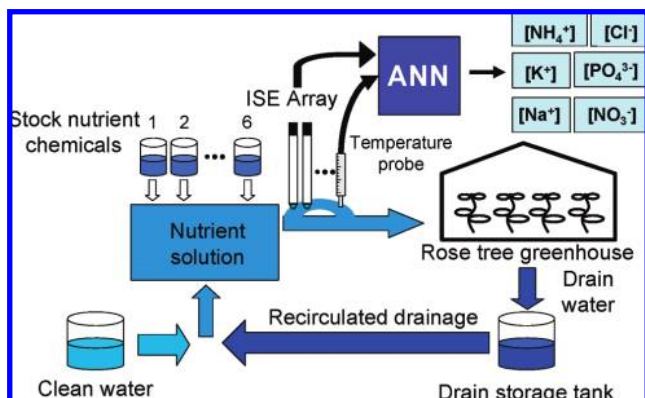 [NH₄⁺]
[Cl⁻]
ANN
[K⁺]
[PO₄³⁻]
ISE Array
[Na⁺]
[NO₃⁻]
Stock nutrient
chemicals
1
2
•••
6
•••
Temperature
probe
Nutrient
solution
Rose tree greenhouse
Drain
water
Recirculated drainage
Clean water
Drain storage tank